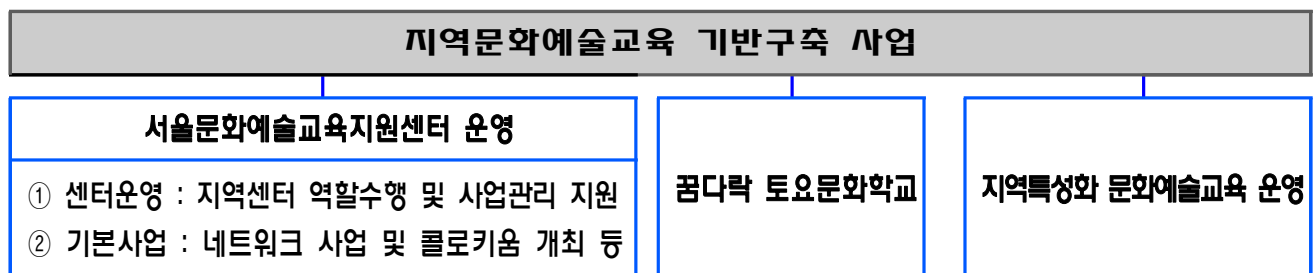 지역문화예술교육 기반구축 사업
서울문화예술교육지원센터 운영
① 센터운영 : 지역센터 역할수행 및 사업관리 지원
② 기본사업 : 네트워크 사업 및 콜로키움 개최 등
꿈다락 토요문화학교
지역특성화 문화예술교육 운영